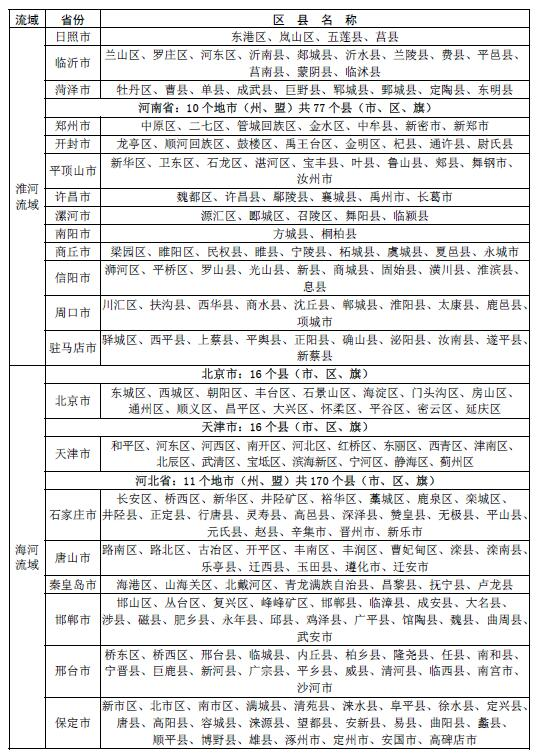 流域 省份 区 县 名 称
日照市 东港区、岚山区、五莲县、莒县
临沂市 兰山区、罗庄区、河东区、沂南县、郯城县、沂水县、兰陵县、费县、平邑县、
莒南县、蒙阴县、临沭县
菏泽市 牡丹区、曹县、单县、成武县、巨野县、郓城县、鄄城县、定陶县、东明县
河南省：10 个地市（州、盟）共 77 个县（市、区、旗）
郑州市 中原区、二七区、管城回族区、金水区、中牟县、新密市、新郑市
开封市 龙亭区、顺河回族区、鼓楼区、禹王台区、金明区、杞县、通许县、尉氏县
平顶山市 新华区、卫东区、石龙区、湛河区、宝丰县、叶县、鲁山县、郏县、舞钢市、
汝州市
淮河
流域
许昌市 魏都区、许昌县、鄢陵县、襄城县、禹州市、长葛市
漯河市 源汇区、郾城区、召陵区、舞阳县、临颍县
南阳市 方城县、桐柏县
商丘市 梁园区、睢阳区、民权县、睢县、宁陵县、柘城县、虞城县、夏邑县、永城市
信阳市 浉河区、平桥区、罗山县、光山县、新县、商城县、固始县、潢川县、淮滨县、
息县
周口市 川汇区、扶沟县、西华县、商水县、沈丘县、郸城县、淮阳县、太康县、鹿邑县、
项城市
驻马店市 驿城区、西平县、上蔡县、平舆县、正阳县、确山县、泌阳县、汝南县、遂平县、
新蔡县
北京市：16 个县（市、区、旗）
北京市 东城区、西城区、朝阳区、丰台区、石景山区、海淀区、门头沟区、房山区、
通州区、顺义区、昌平区、大兴区、怀柔区、平谷区、密云区、延庆区
天津市：16 个县（市、区、旗）
天津市 和平区、河东区、河西区、南开区、河北区、红桥区、东丽区、西青区、津南区、
北辰区、武清区、宝坻区、滨海新区、宁河区、静海区、蓟州区
河北省：11 个地市（州、盟）共 170 个县（市、区、旗）
石家庄市 长安区、桥西区、新华区、井陉矿区、裕华区、藁城区、鹿泉区、栾城区、
井陉县、正定县、行唐县、灵寿县、高邑县、深泽县、赞皇县、无极县、平山县、
元氏县、赵县、辛集市、晋州市、新乐市
海河
流域
唐山市 路南区、路北区、古冶区、开平区、丰南区、丰润区、曹妃甸区、滦县、滦南县、
乐亭县、迁西县、玉田县、遵化市、迁安市
秦皇岛市 海港区、山海关区、北戴河区、青龙满族自治县、昌黎县、抚宁县、卢龙县
邯郸市 邯山区、丛台区、复兴区、峰峰矿区、邯郸县、临漳县、成安县、大名县、
涉县、磁县、肥乡县、永年县、邱县、鸡泽县、广平县、馆陶县、魏县、曲周县、
武安市
邢台市 桥东区、桥西区、邢台县、临城县、内丘县、柏乡县、隆尧县、任县、南和县、
宁晋县、巨鹿县、新河县、广宗县、平乡县、威县、清河县、临西县、南宫市、
沙河市
保定市 新市区、北市区、南市区、满城县、清苑县、涞水县、阜平县、徐水县、定兴县、
唐县、高阳县、容城县、涞源县、望都县、安新县、易县、曲阳县、蠡县、
顺平县、博野县、雄县、涿州市、定州市、安国市、高碑店市